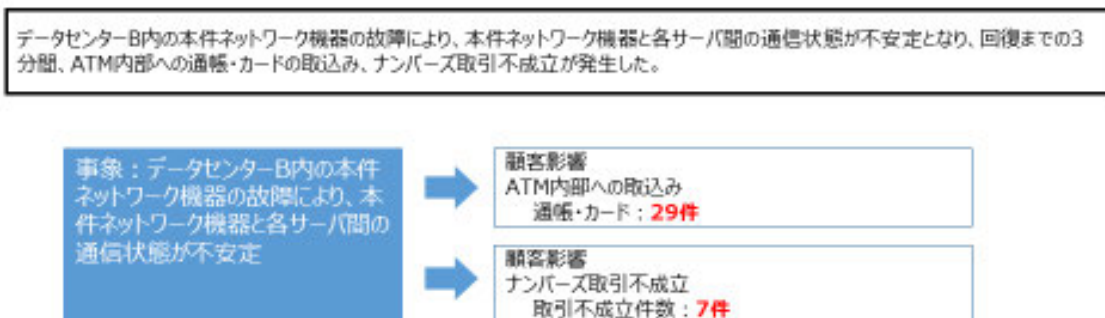 データセンターB内の本件ネットワーク機器の故障により、本件ネットワーク機器と各サーバ間の通信状態が不安定となり、回復までの3
分間、ATM内部への通帳・カードの取込み、ナンバーズ取引不成立が発生した。
事象：データセンターB内の本件
ネットワーク機器の故障により、本
件ネットワーク機器と各サーバ間の
通信状態が不安定
顧客影響
ATM内部への取込み
通帳・カード：29件
顧客影響
ナンバーズ取引不成立
取引不成立件数：7件